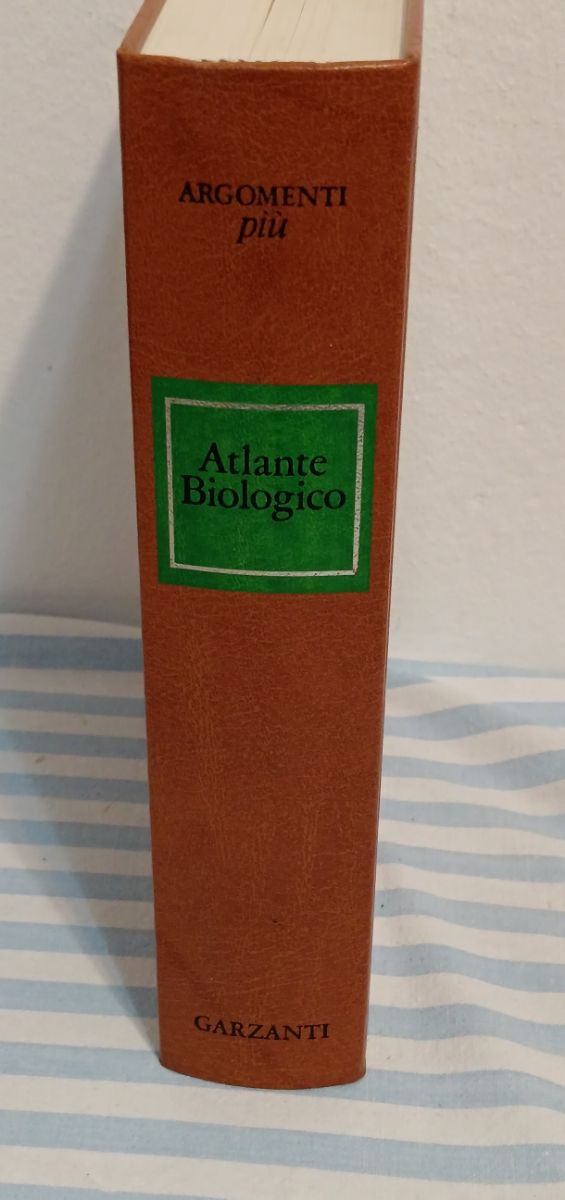 ARGOMENTI
più
Atlante
Biologico
GARZANTI